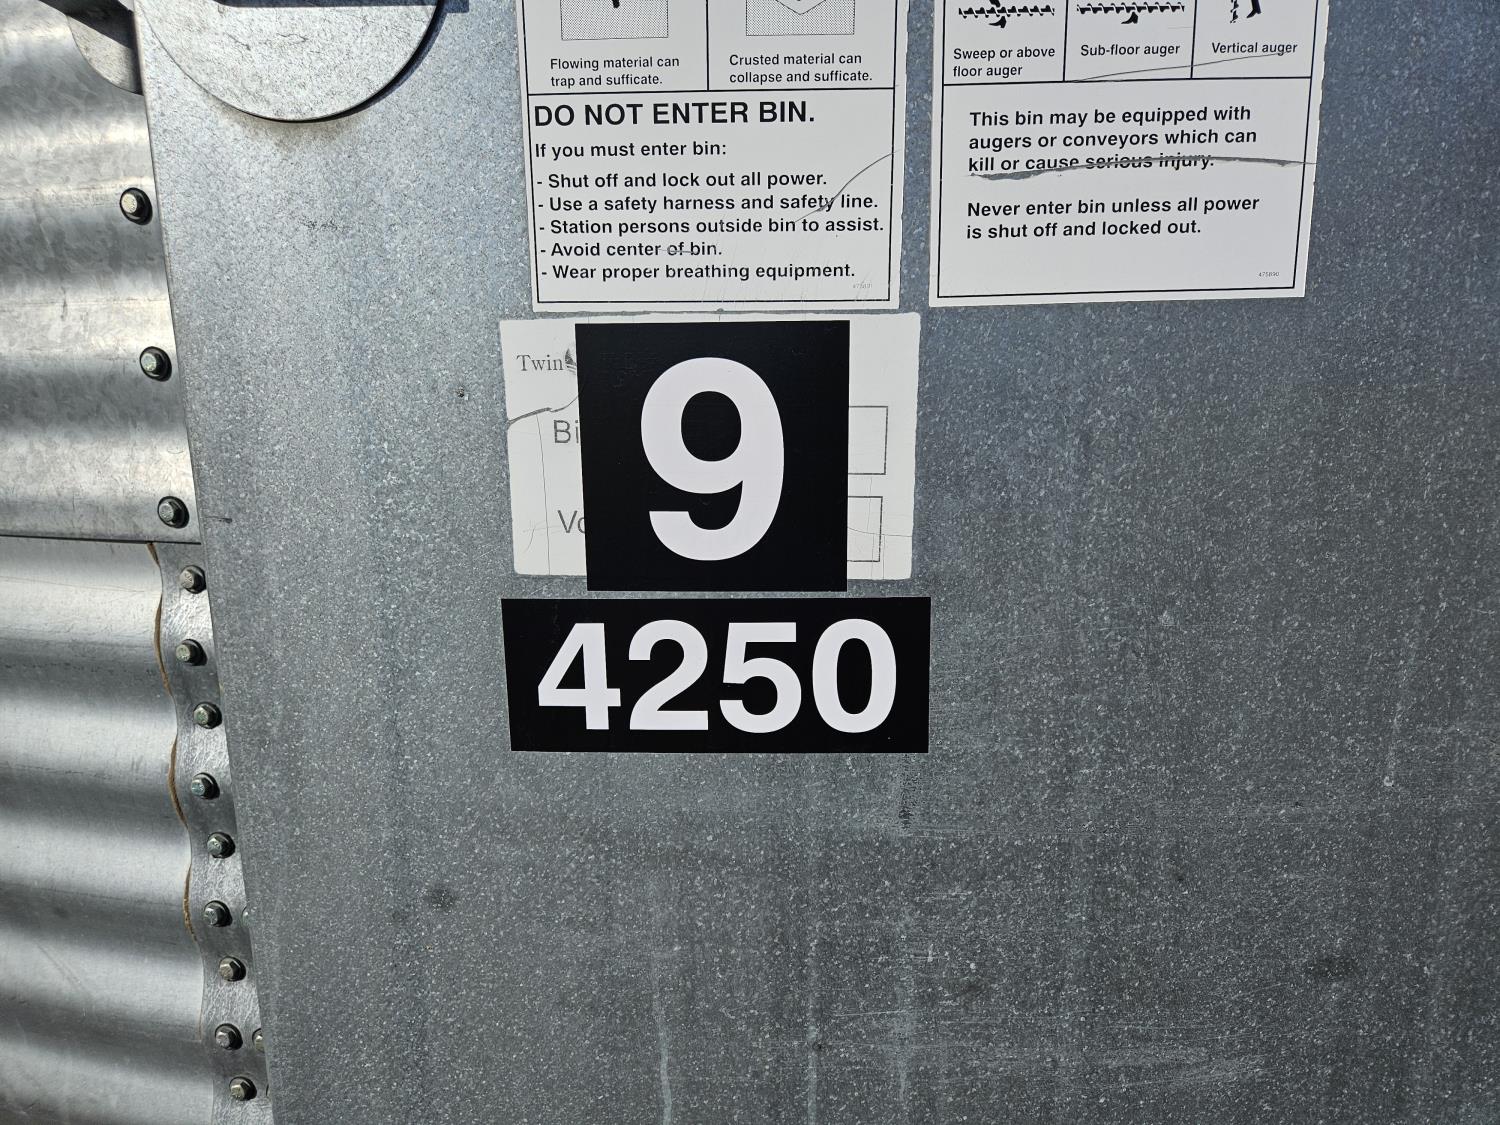 Flowing material can
trap and sufficate.
Crusted material can
collapse and sufficate.
DO NOT ENTER BIN.
If you must enter bin:
- Shut off and lock out all power.
- Use a safety harness and safety line.
- Station persons outside bin to assist.
- Avoid center of bin.
- Wear proper breathing equipment.
Sweep or above
floor auger
Sub-floor auger
Vertical auger
This bin may be equipped with
augers or conveyors which can
kill or cause serious injury.
Never enter bin unless all power
is shut off and locked out.
475890
Twin
Bi
Vo
9
4250